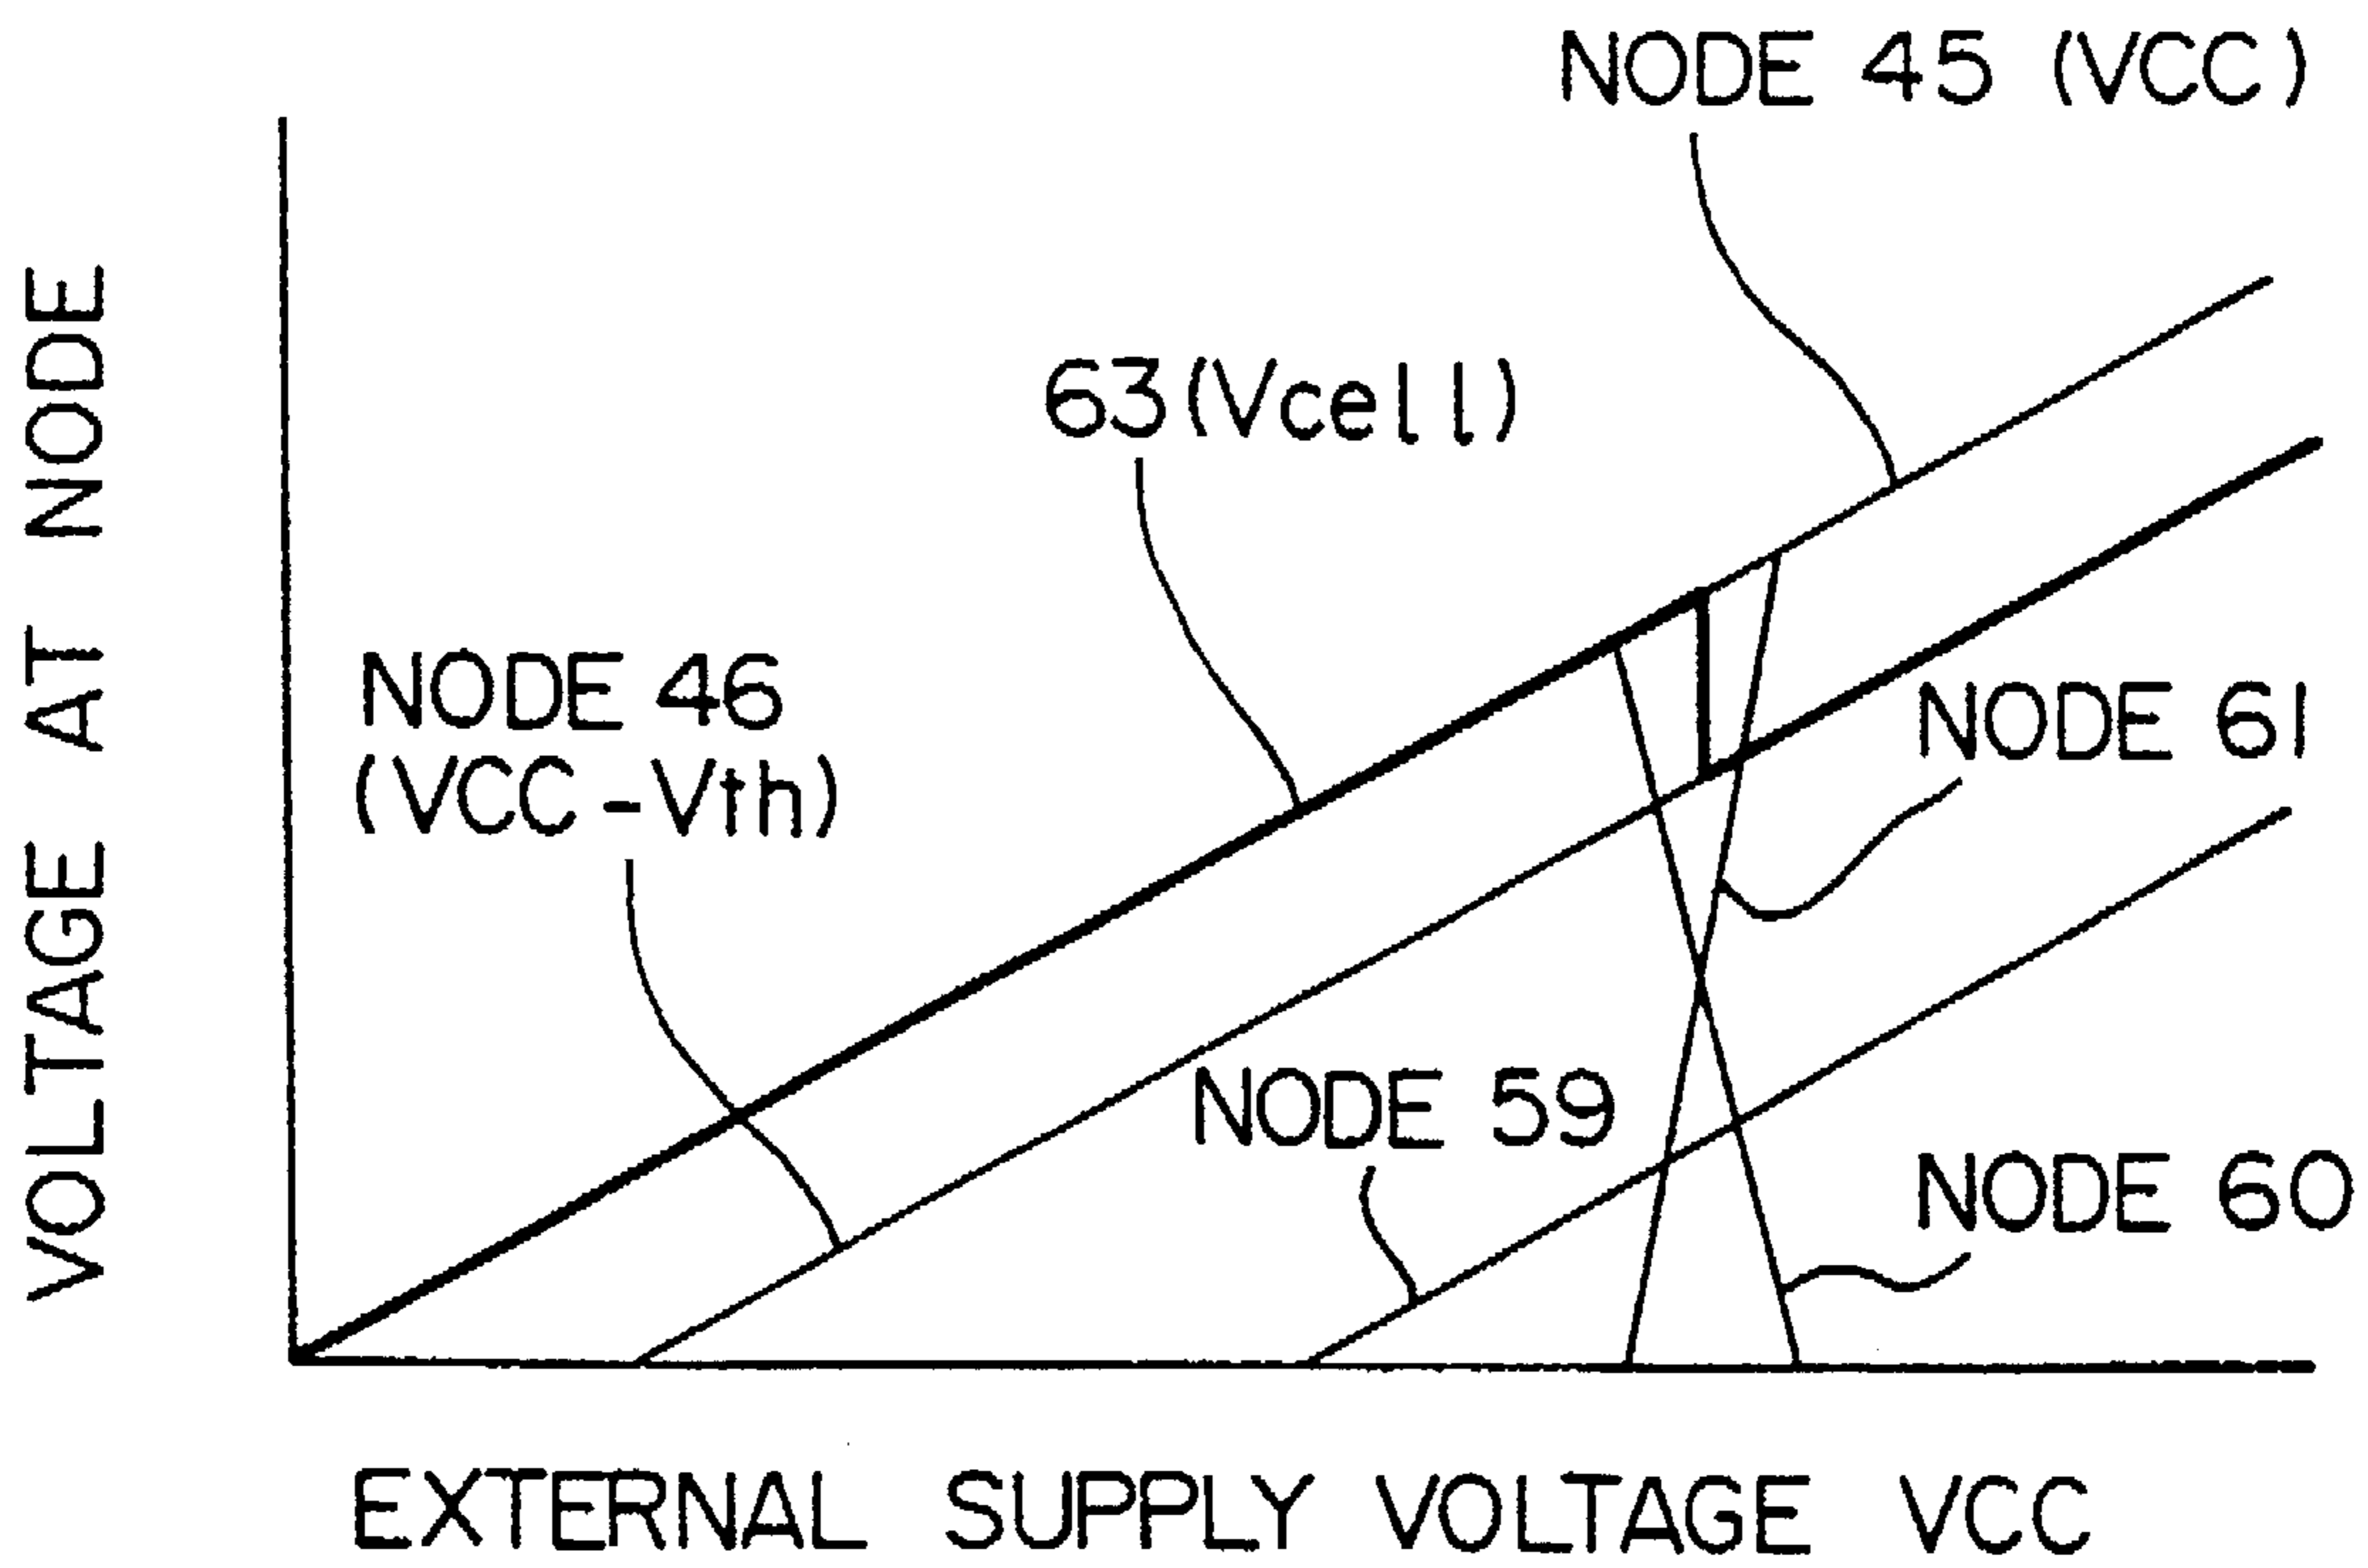 NODE 45 (VCC)
63(Vcell)
NODE 46
(VCC-Vth)
NODE 61
NODE 59
NODE 60
VOLTAGE AT NODE
EXTERNAL SUPPLY VOLTAGE VCC